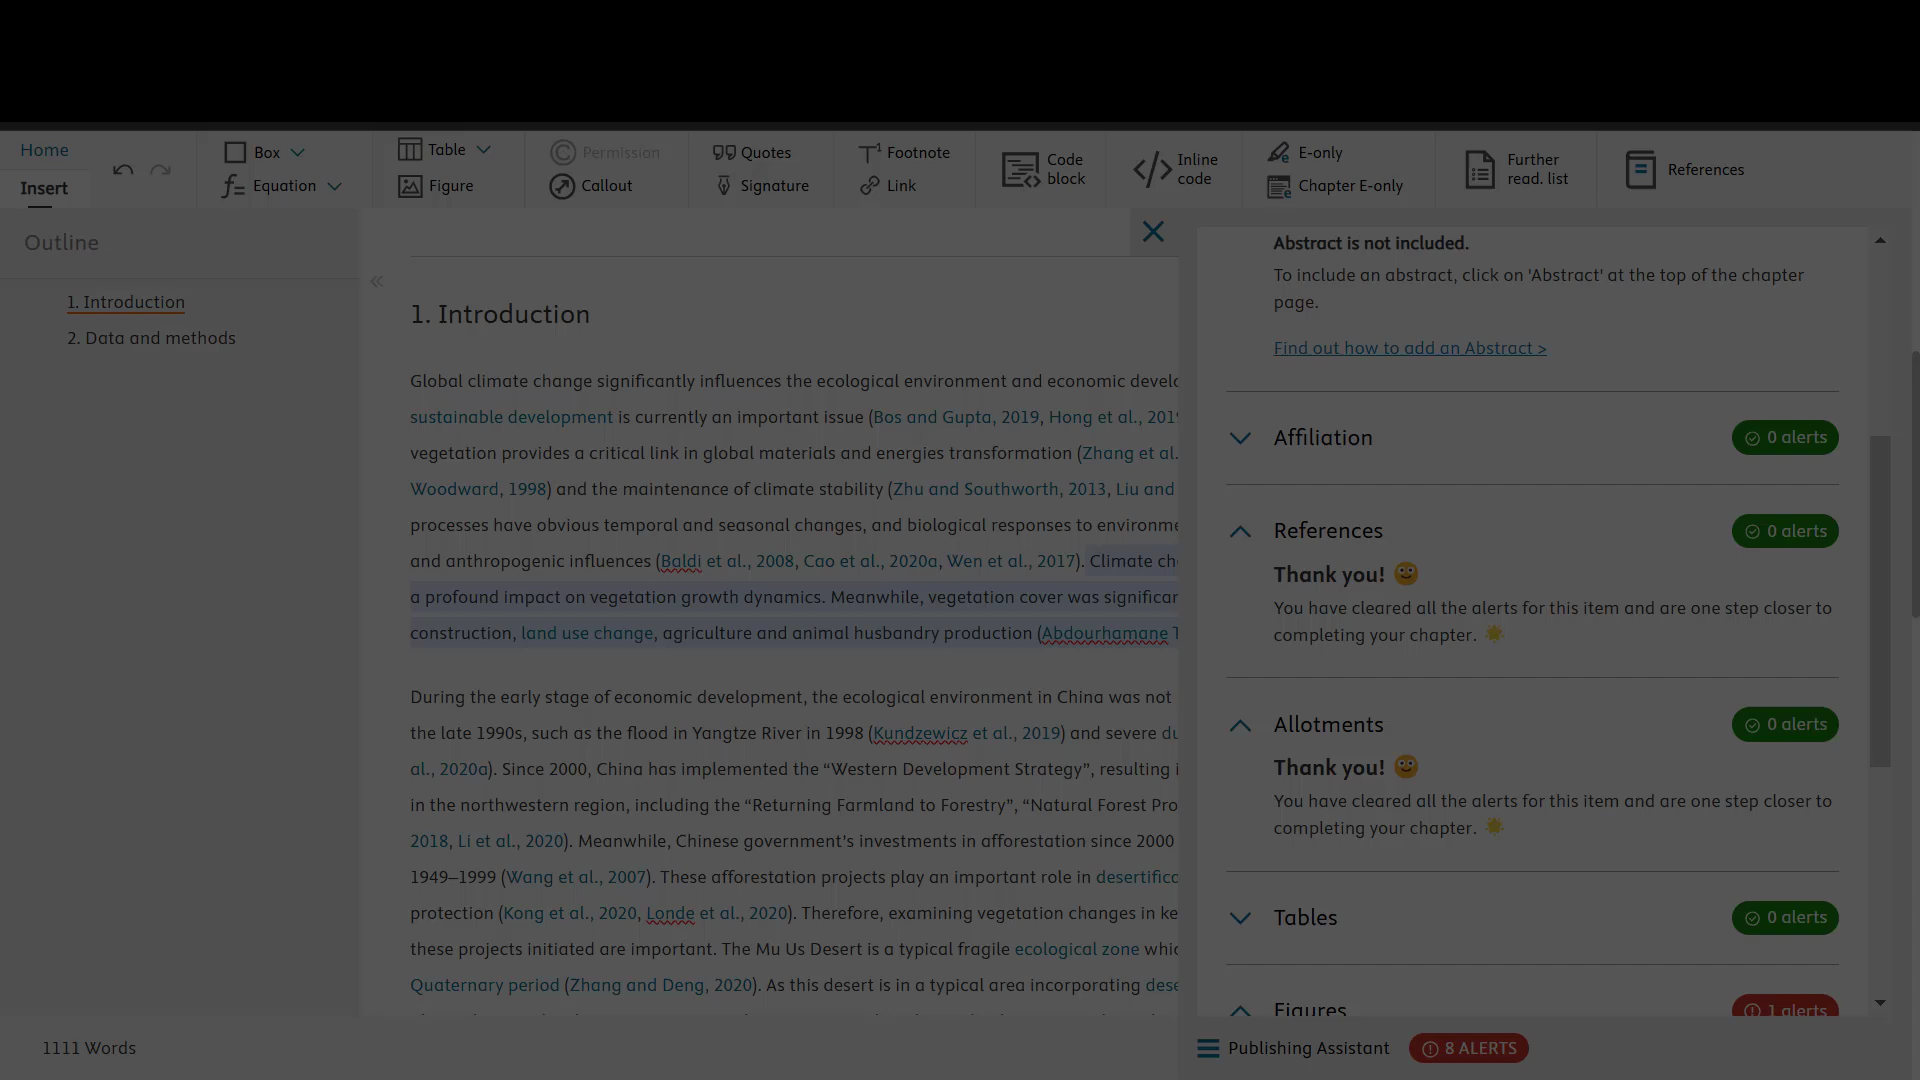 Home
Insert
Box
Equation
Table
Figure
Permission
Callout
Quotes
Signature
Footnote
Link
Code
block
Inline
code
E-only
Chapter E-only
Further
read. list
References
Outline
1. Introduction
2. Data and methods
1. Introduction
Global climate change significantly influences the ecological environment and economic develo
sustainable development is currently an important issue (Bos and Gupta, 2019, Hong et al., 2019
vegetation provides a critical link in global materials and energies transformation (Zhang et al.
Woodward, 1998) and the maintenance of climate stability (Zhu and Southworth, 2013, Liu and
processes have obvious temporal and seasonal changes, and biological responses to environme
and anthropogenic influences (Baldi et al., 2008, Cao et al., 2020a, Wen et al., 2017). Climate ch
a profound impact on vegetation growth dynamics. Meanwhile, vegetation cover was significan
construction, land use change, agriculture and animal husbandry production (Abdourhamane T
During the early stage of economic development, the ecological environment in China was not
the late 1990s, such as the flood in Yangtze River in 1998 (Kundzewicz et al., 2019) and severe du
al., 2020a). Since 2000, China has implemented the “Western Development Strategy”, resulting i
in the northwestern region, including the “Returning Farmland to Forestry”, “Natural Forest Pro
2018, Li et al., 2020). Meanwhile, Chinese government's investments in afforestation since 2000
1949–1999 (Wang et al., 2007). These afforestation projects play an important role in desertifica
protection (Kong et al., 2020, Londe et al., 2020). Therefore, examining vegetation changes in ke
these projects initiated are important. The Mu Us Desert is a typical fragile ecological zone whic
Quaternary period (Zhang and Deng, 2020). As this desert is in a typical area incorporating dese
Abstract is not included.
To include an abstract, click on 'Abstract' at the top of the chapter
page.
Find out how to add an Abstract >
Affiliation
0 alerts
References
0 alerts
Thank you!
You have cleared all the alerts for this item and are one step closer to
completing your chapter.
Allotments
0 alerts
Thank you!
You have cleared all the alerts for this item and are one step closer to
completing your chapter.
Tables
0 alerts
Figures
1 alerts
1111 Words
Publishing Assistant
8 ALERTS